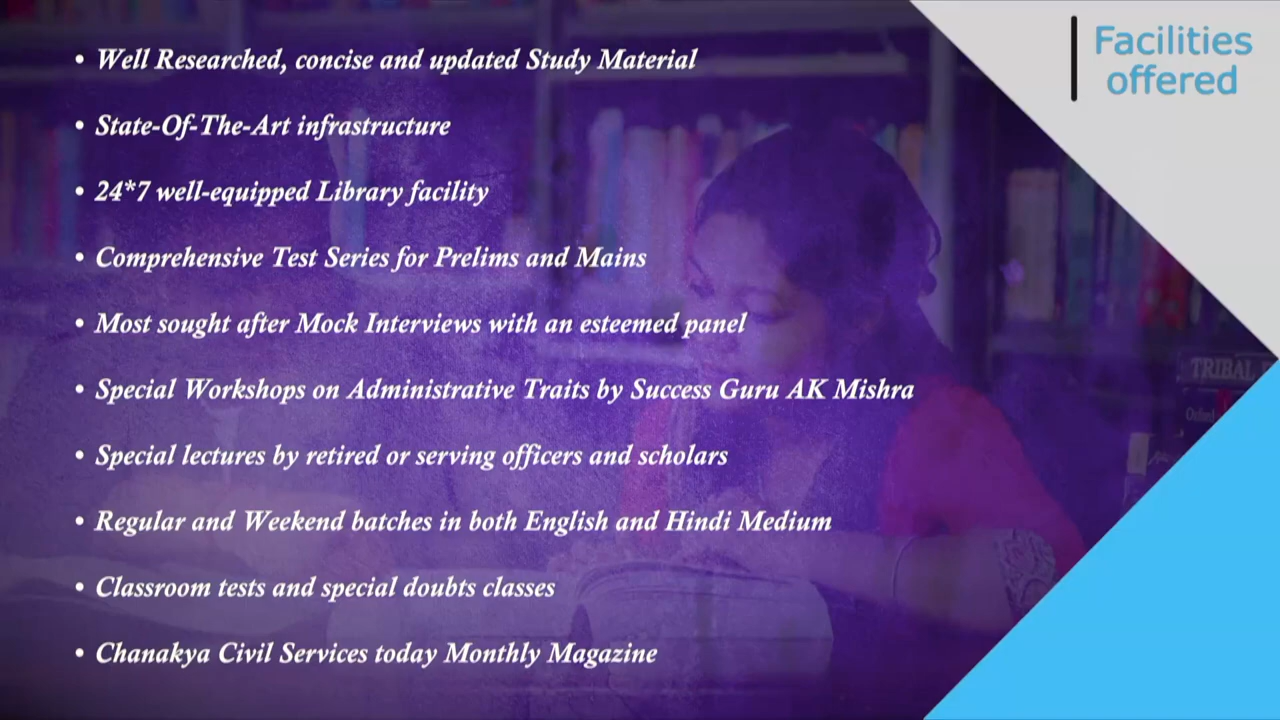 Facilities
offered
• Well Researched, concise and updated Study Material
• State-Of-The-Art infrastructure
• 24*7 well-equipped Library facility
• Comprehensive Test Series for Prelims and Mains
• Most sought after Mock Interviews with an esteemed panel
• Special Workshops on Administrative Traits by Success Guru AK Mishra
• Special lectures by retired or serving officers and scholars
• Regular and Weekend batches in both English and Hindi Medium
• Classroom tests and special doubts classes
• Chanakya Civil Services today Monthly Magazine
TRIBAL
Oxford